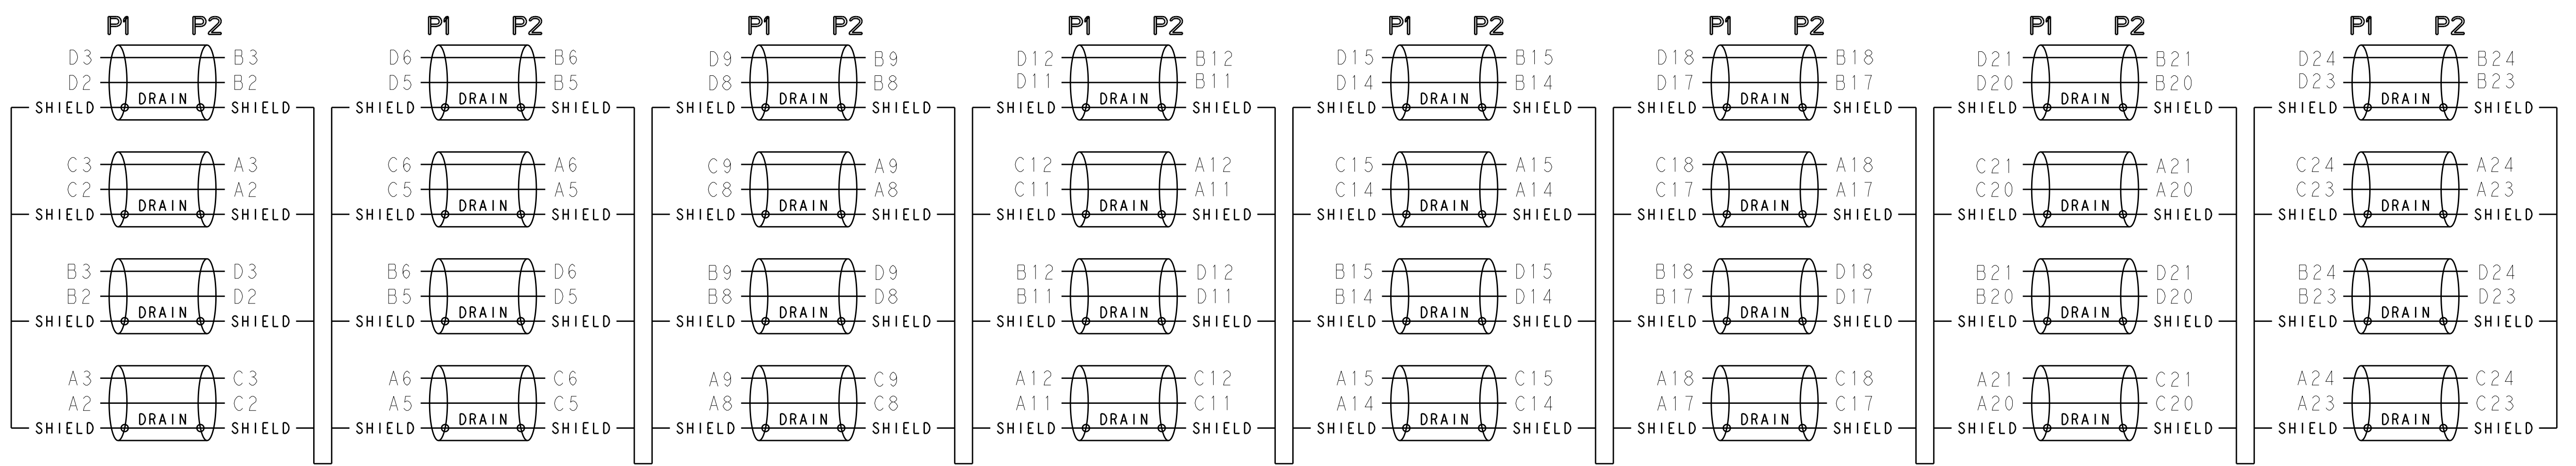 P1 P2 P1 P2 P1 P2 P1 P2 P1 P2 P1 P2 P1 P2 P1 P2
D3 B3 D6 B6 D9 B9 D12 B12 D15 B15 D18 B18 D21 B21 D24 B24
D2 B2 D5 B5 D8 B8 D11 B11 D14 B14 D17 B17 D20 B20 D23 B23
SHIELD DRAIN SHIELD SHIELD DRAIN SHIELD SHIELD DRAIN SHIELD SHIELD DRAIN SHIELD SHIELD DRAIN SHIELD SHIELD DRAIN SHIELD SHIELD DRAIN SHIELD SHIELD DRAIN SHIELD
C3 A3 C6 A6 C9 A9 C12 A12 C15 A15 C18 A18 C21 A21 C24 A24
C2 A2 C5 A5 C8 A8 C11 A11 C14 A14 C17 A17 C20 A20 C23 A23
SHIELD DRAIN SHIELD SHIELD DRAIN SHIELD SHIELD DRAIN SHIELD SHIELD DRAIN SHIELD SHIELD DRAIN SHIELD SHIELD DRAIN SHIELD SHIELD DRAIN SHIELD SHIELD DRAIN SHIELD
B3 D3 B6 D6 B9 D9 B12 D12 B15 D15 B18 D18 B21 D21 B24 D24
B2 D2 B5 D5 B8 D8 B11 D11 B14 D14 B17 D17 B20 D20 B23 D23
SHIELD DRAIN SHIELD SHIELD DRAIN SHIELD SHIELD DRAIN SHIELD SHIELD DRAIN SHIELD SHIELD DRAIN SHIELD SHIELD DRAIN SHIELD SHIELD DRAIN SHIELD SHIELD DRAIN SHIELD
A3 C3 A6 C6 A9 C9 A12 C12 A15 C15 A18 C18 A21 C21 A24 C24
A2 C2 A5 C5 A8 C8 A11 C11 A14 C14 A17 C17 A20 C20 A23 C23
SHIELD DRAIN SHIELD SHIELD DRAIN SHIELD SHIELD DRAIN SHIELD SHIELD DRAIN SHIELD SHIELD DRAIN SHIELD SHIELD DRAIN SHIELD SHIELD DRAIN SHIELD SHIELD DRAIN SHIELD